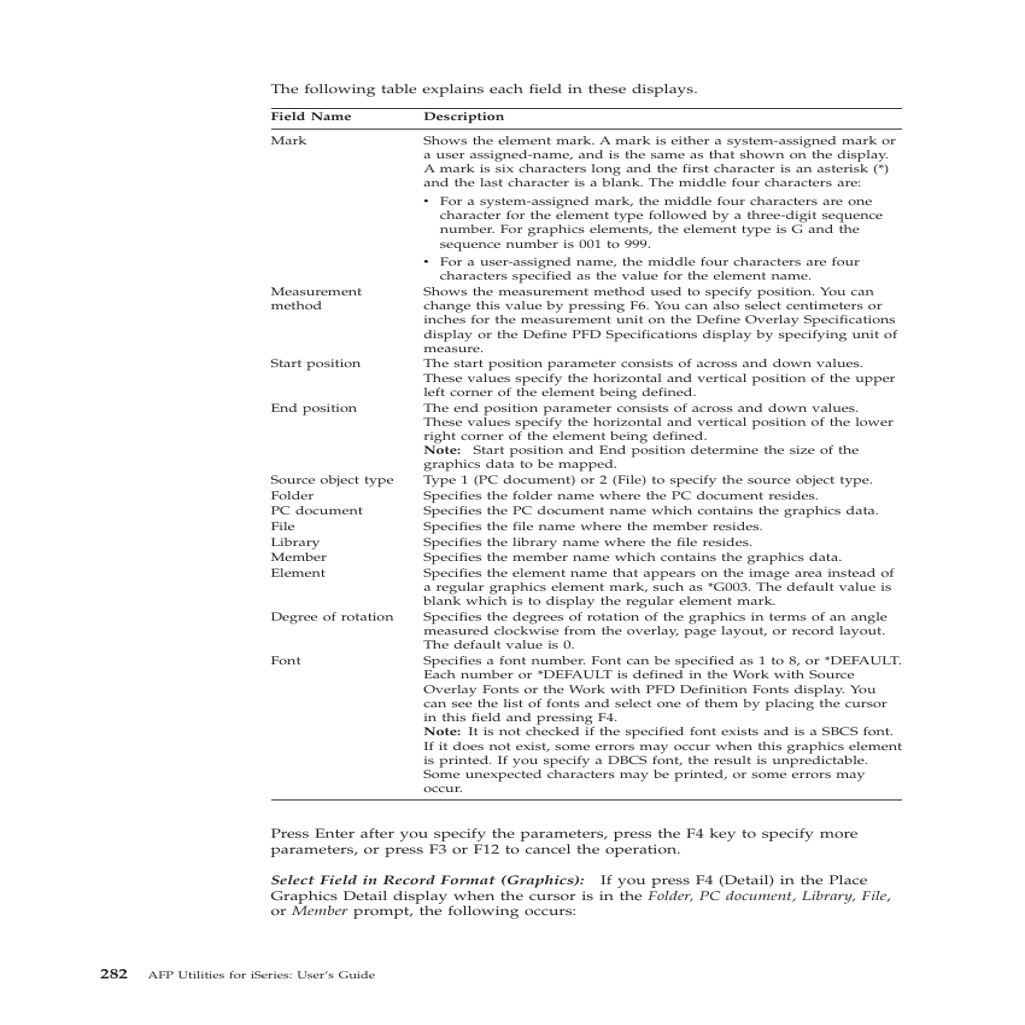 The following table explains each field in these displays.
Field Name Description
Mark Shows the element mark. A mark is either a system-assigned mark or
a user assigned-name, and is the same as that shown on the display.
A mark is six characters long and the first character is an asterisk (*)
and the last character is a blank. The middle four characters are:
• For a system-assigned mark, the middle four characters are one
character for the element type followed by a three-digit sequence
number. For graphics elements, the element type is G and the
sequence number is 001 to 999.
• For a user-assigned name, the middle four characters are four
characters specified as the value for the element name.
Measurement Shows the measurement method used to specify position. You can
method change this value by pressing F6. You can also select centimeters or
inches for the measurement unit on the Define Overlay Specifications
display or the Define PFD Specifications display by specifying unit of
measure.
Start position The start position parameter consists of across and down values.
These values specify the horizontal and vertical position of the upper
left corner of the element being defined.
End position The end position parameter consists of across and down values.
These values specify the horizontal and vertical position of the lower
right corner of the element being defined.
Note: Start position and End position determine the size of the
graphics data to be mapped.
Source object type Type 1 (PC document) or 2 (File) to specify the source object type.
Folder Specifies the folder name where the PC document resides.
PC document Specifies the PC document name which contains the graphics data.
File Specifies the file name where the member resides.
Library Specifies the library name where the file resides.
Member Specifies the member name which contains the graphics data.
Element Specifies the element name that appears on the image area instead of
a regular graphics element mark, such as *G003. The default value is
blank which is to display the regular element mark.
Degree of rotation Specifies the degrees of rotation of the graphics in terms of an angle
measured clockwise from the overlay, page layout, or record layout.
The default value is 0.
Font Specifies a font number. Font can be specified as 1 to 8, or *DEFAULT.
Each number or *DEFAULT is defined in the Work with Source
Overlay Fonts or the Work with PFD Definition Fonts display. You
can see the list of fonts and select one of them by placing the cursor
in this field and pressing F4.
Note: It is not checked if the specified font exists and is a SBCS font.
If it does not exist, some errors may occur when this graphics element
is printed. If you specify a DBCS font, the result is unpredictable.
Some unexpected characters may be printed, or some errors may
occur.
Press Enter after you specify the parameters, press the F4 key to specify more
parameters, or press F3 or F12 to cancel the operation.
Select Field in Record Format (Graphics): If you press F4 (Detail) in the Place
Graphics Detail display when the cursor is in the Folder, PC document, Library, File,
or Member prompt, the following occurs:
282 AFP Utilities for iSeries: User's Guide